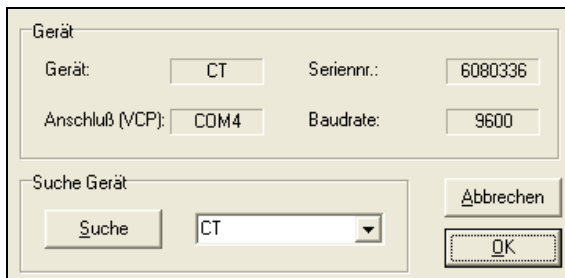 Gerät
Gerät: CT Seriennr.: 6080336
Anschluß (VCP): COM4 Baudrate: 9600
Suche Gerät
Suche CT Abbrechen
OK